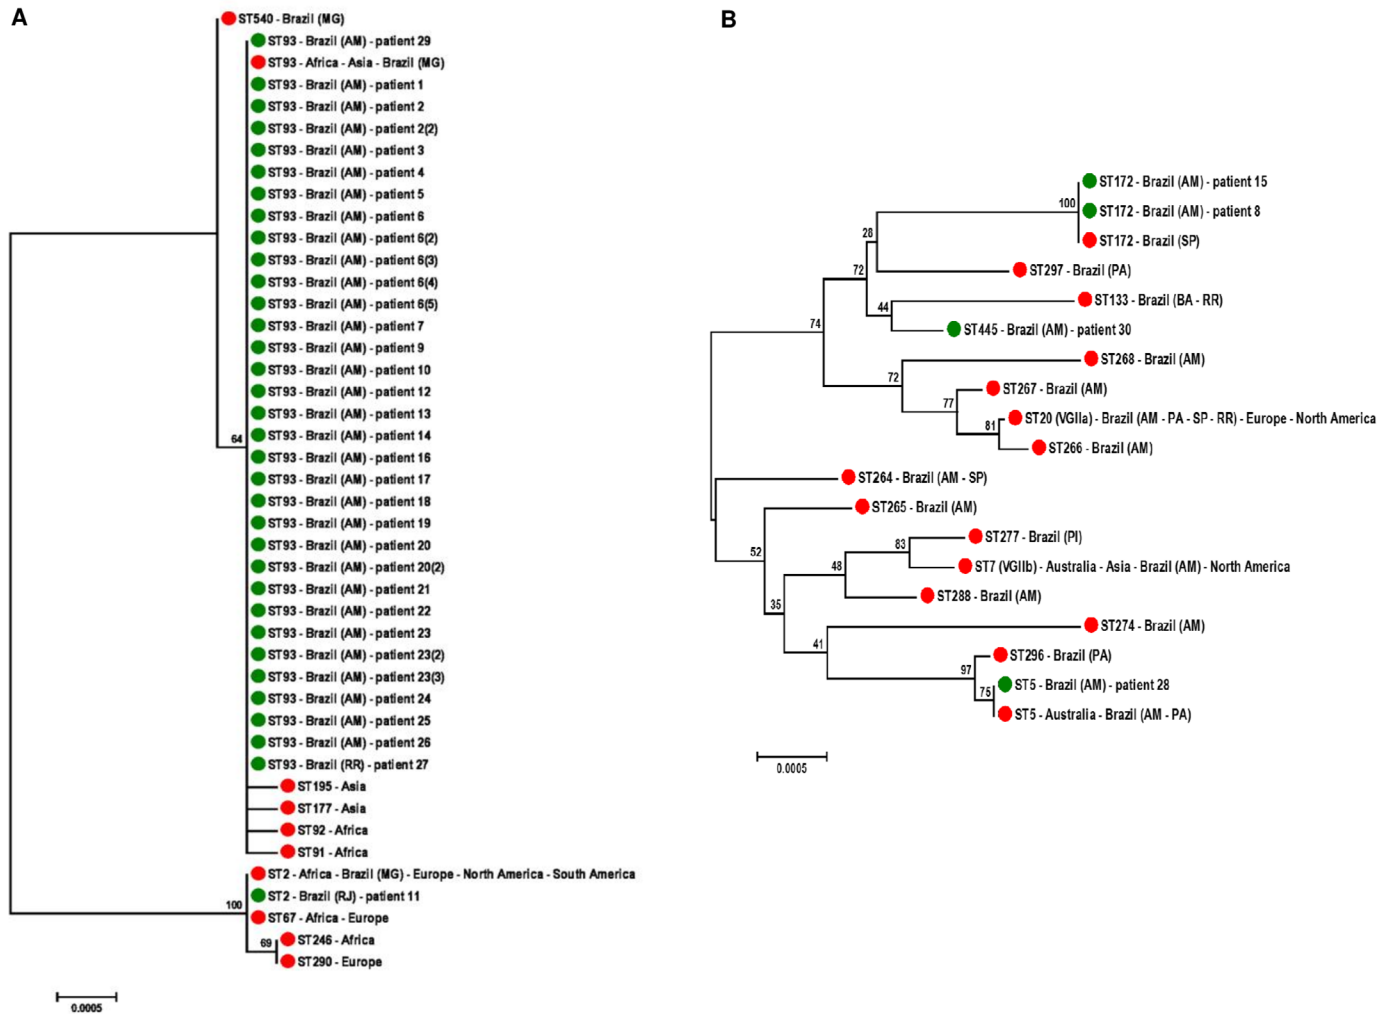 A
ST540 - Brazil (MG)
ST93 - Brazil (AM) - patient 29
ST93 - Africa - Asia - Brazil (MG)
ST93 - Brazil (AM) - patient 1
ST93 - Brazil (AM) - patient 2
ST93 - Brazil (AM) - patient 2(2)
ST93 - Brazil (AM) - patient 3
ST93 - Brazil (AM) - patient 4
ST93 - Brazil (AM) - patient 5
ST93 - Brazil (AM) - patient 6
ST93 - Brazil (AM) - patient 6(2)
ST93 - Brazil (AM) - patient 6(3)
ST93 - Brazil (AM) - patient 6(4)
ST93 - Brazil (AM) - patient 6(5)
ST93 - Brazil (AM) - patient 7
ST93 - Brazil (AM) - patient 9
ST93 - Brazil (AM) - patient 10
ST93 - Brazil (AM) - patient 12
ST93 - Brazil (AM) - patient 13
ST93 - Brazil (AM) - patient 14
64
ST93 - Brazil (AM) - patient 16
ST93 - Brazil (AM) - patient 17
ST93 - Brazil (AM) - patient 18
ST93 - Brazil (AM) - patient 19
ST93 - Brazil (AM) - patient 20
ST93 - Brazil (AM) - patient 20(2)
ST93 - Brazil (AM) - patient 21
ST93 - Brazil (AM) - patient 22
ST93 - Brazil (AM) - patient 23
ST93 - Brazil (AM) - patient 23(2)
ST93 - Brazil (AM) - patient 23(3)
ST93 - Brazil (AM) - patient 24
ST93 - Brazil (AM) - patient 25
ST93 - Brazil (AM) - patient 26
ST93 - Brazil (RR) - patient 27
ST195 - Asia
ST177 - Asia
ST92 - Africa
ST91 - Africa
ST2 - Africa - Brazil (MG) - Europe - North America - South America
ST2 - Brazil (RJ) - patient 11
100
ST67 - Africa - Europe
ST246 - Africa
69
ST290 - Europe
0.0005
B
ST172 - Brazil (AM) - patient 15
100
ST172 - Brazil (AM) - patient 8
28
ST172 - Brazil (SP)
72
ST297 - Brazil (PA)
ST133 - Brazil (BA - RR)
44
74
ST445 - Brazil (AM) - patient 30
ST268 - Brazil (AM)
72
ST267 - Brazil (AM)
77
ST20 (VGIIa) - Brazil (AM - PA - SP - RR) - Europe - North America
81
ST266 - Brazil (AM)
ST264 - Brazil (AM - SP)
ST265 - Brazil (AM)
52
ST277 - Brazil (PI)
83
ST7 (VGIIb) - Australia - Asia - Brazil (AM) - North America
48
ST288 - Brazil (AM)
35
ST274 - Brazil (AM)
41
ST296 - Brazil (PA)
97
ST5 - Brazil (AM) - patient 28
75
ST5 - Australia - Brazil (AM - PA)
0.0005